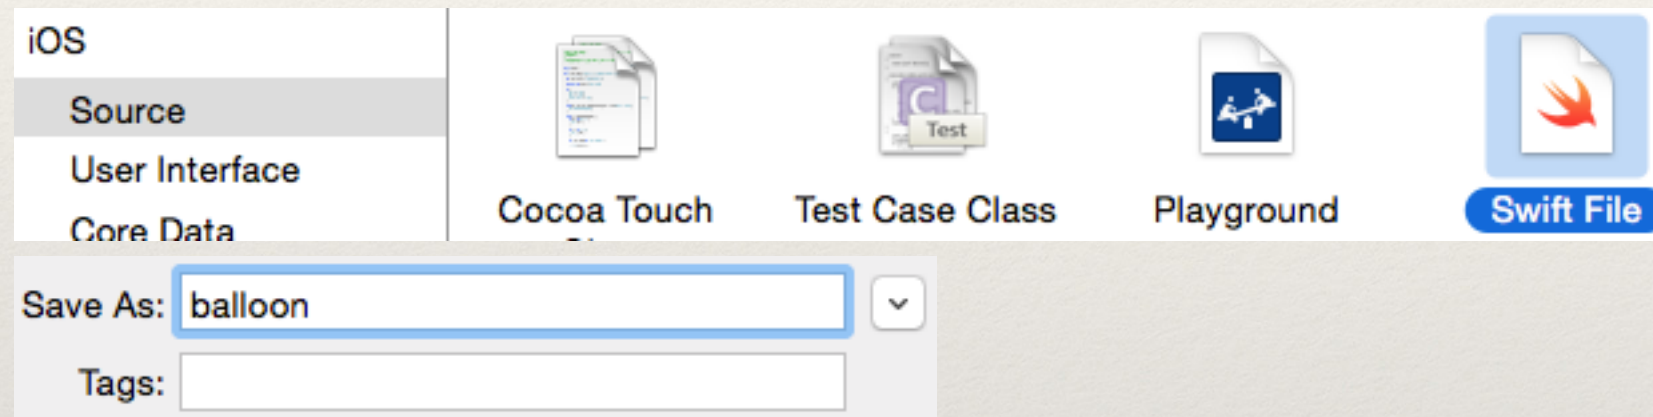 iOS
Source
User Interface
Core Data
C
Test
Cocoa Touch
Test Case Class
Playground
Swift File
Save As: balloon
Tags: